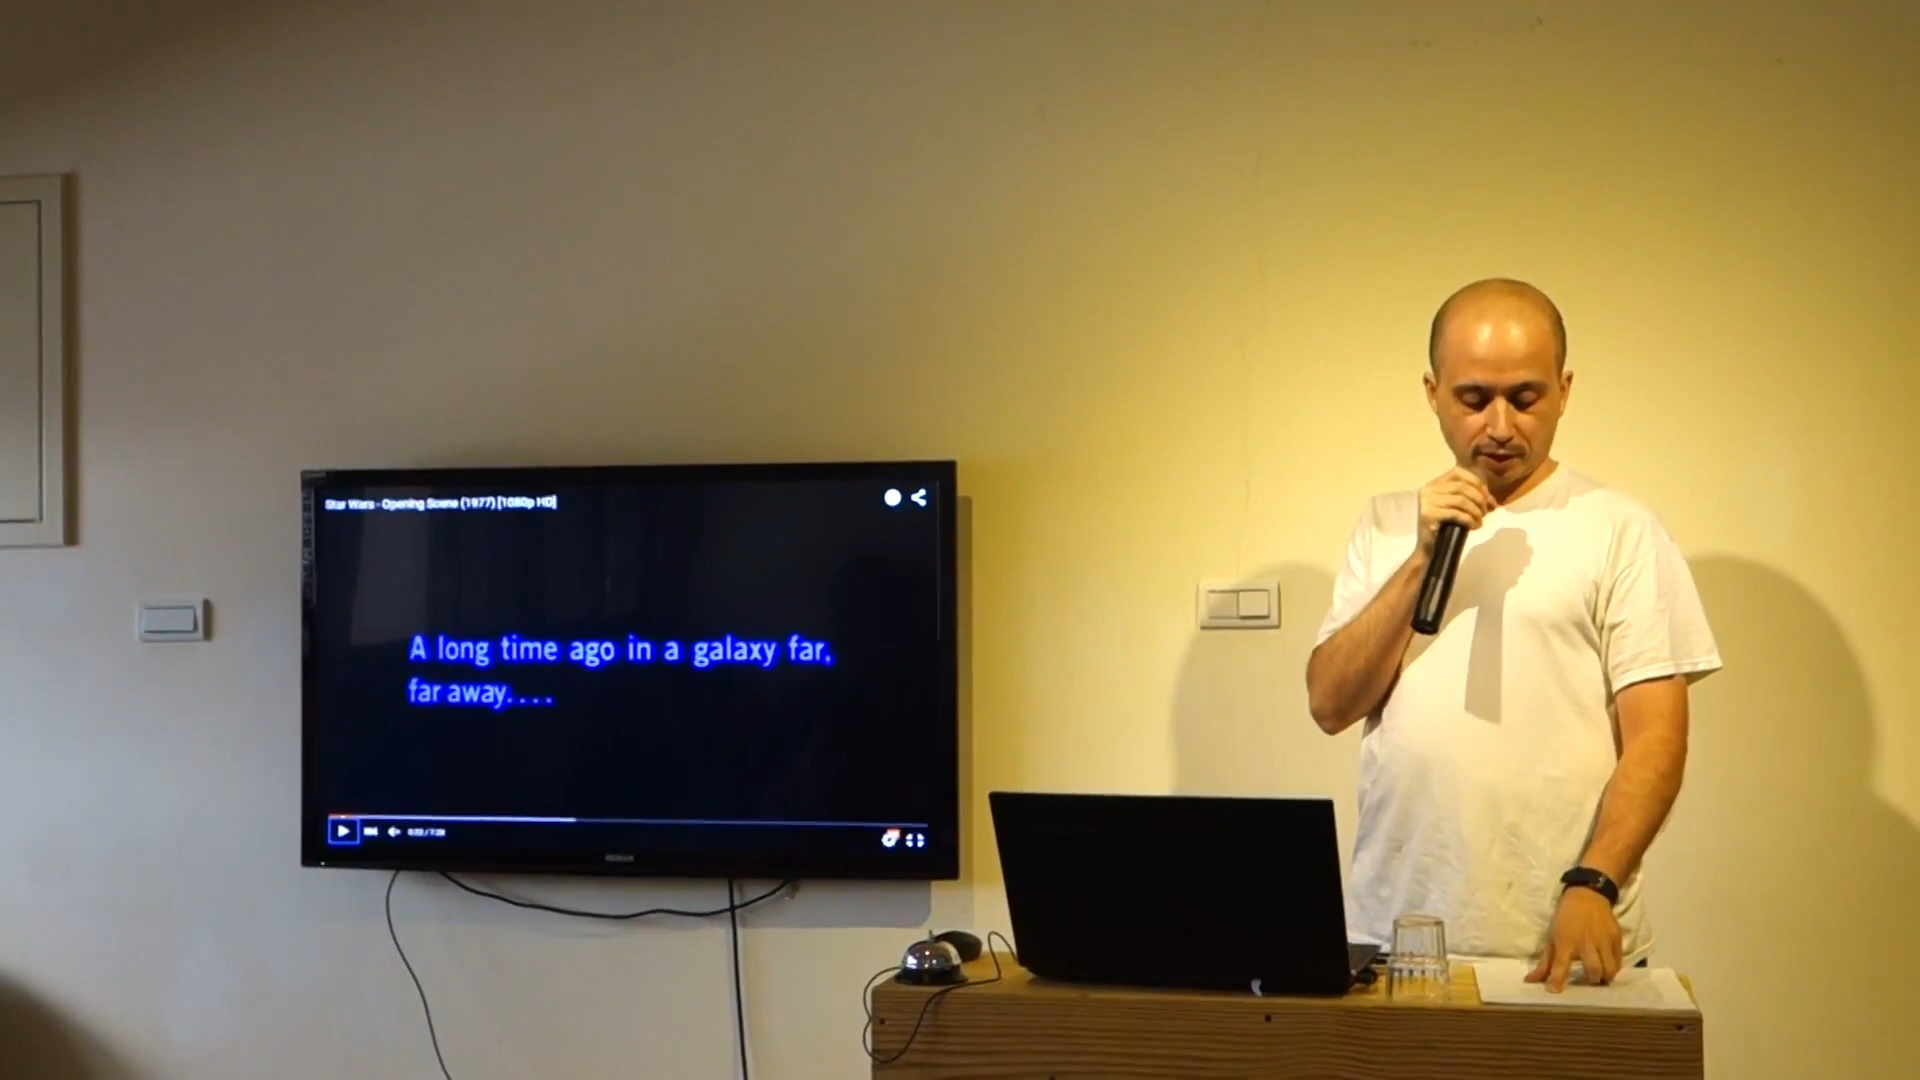 Star Wars - Opening Scene (1977) [1080p HD]
A long time ago in a galaxy far,
far away....